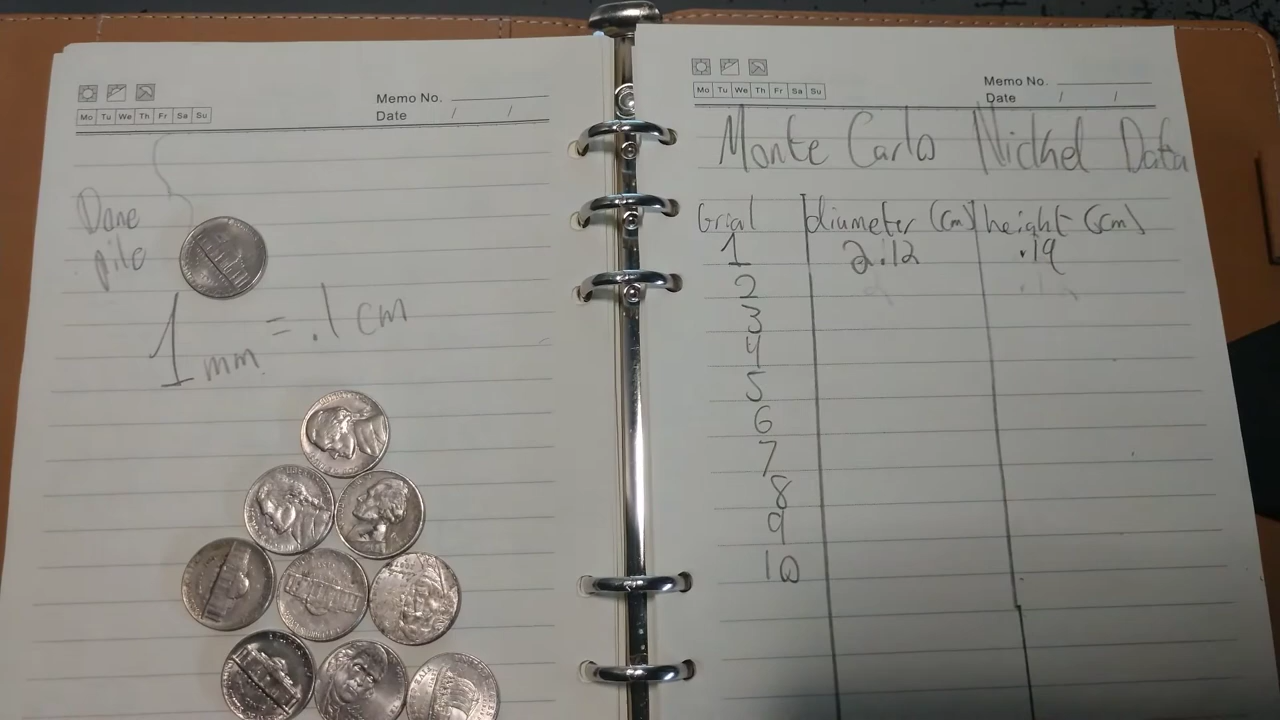 Mo Tu We Th Fr Sa Su
Memo No.
Date / /
Done
pile
1 mm = .1 cm
Mo Tu We Th Fr Sa Su
Memo No.
Date / /
Monte Carlo Nickel Data
trial diameter (cm) height (cm)
1 2.12 .19
2
3
4
5
6
7
8
9
10